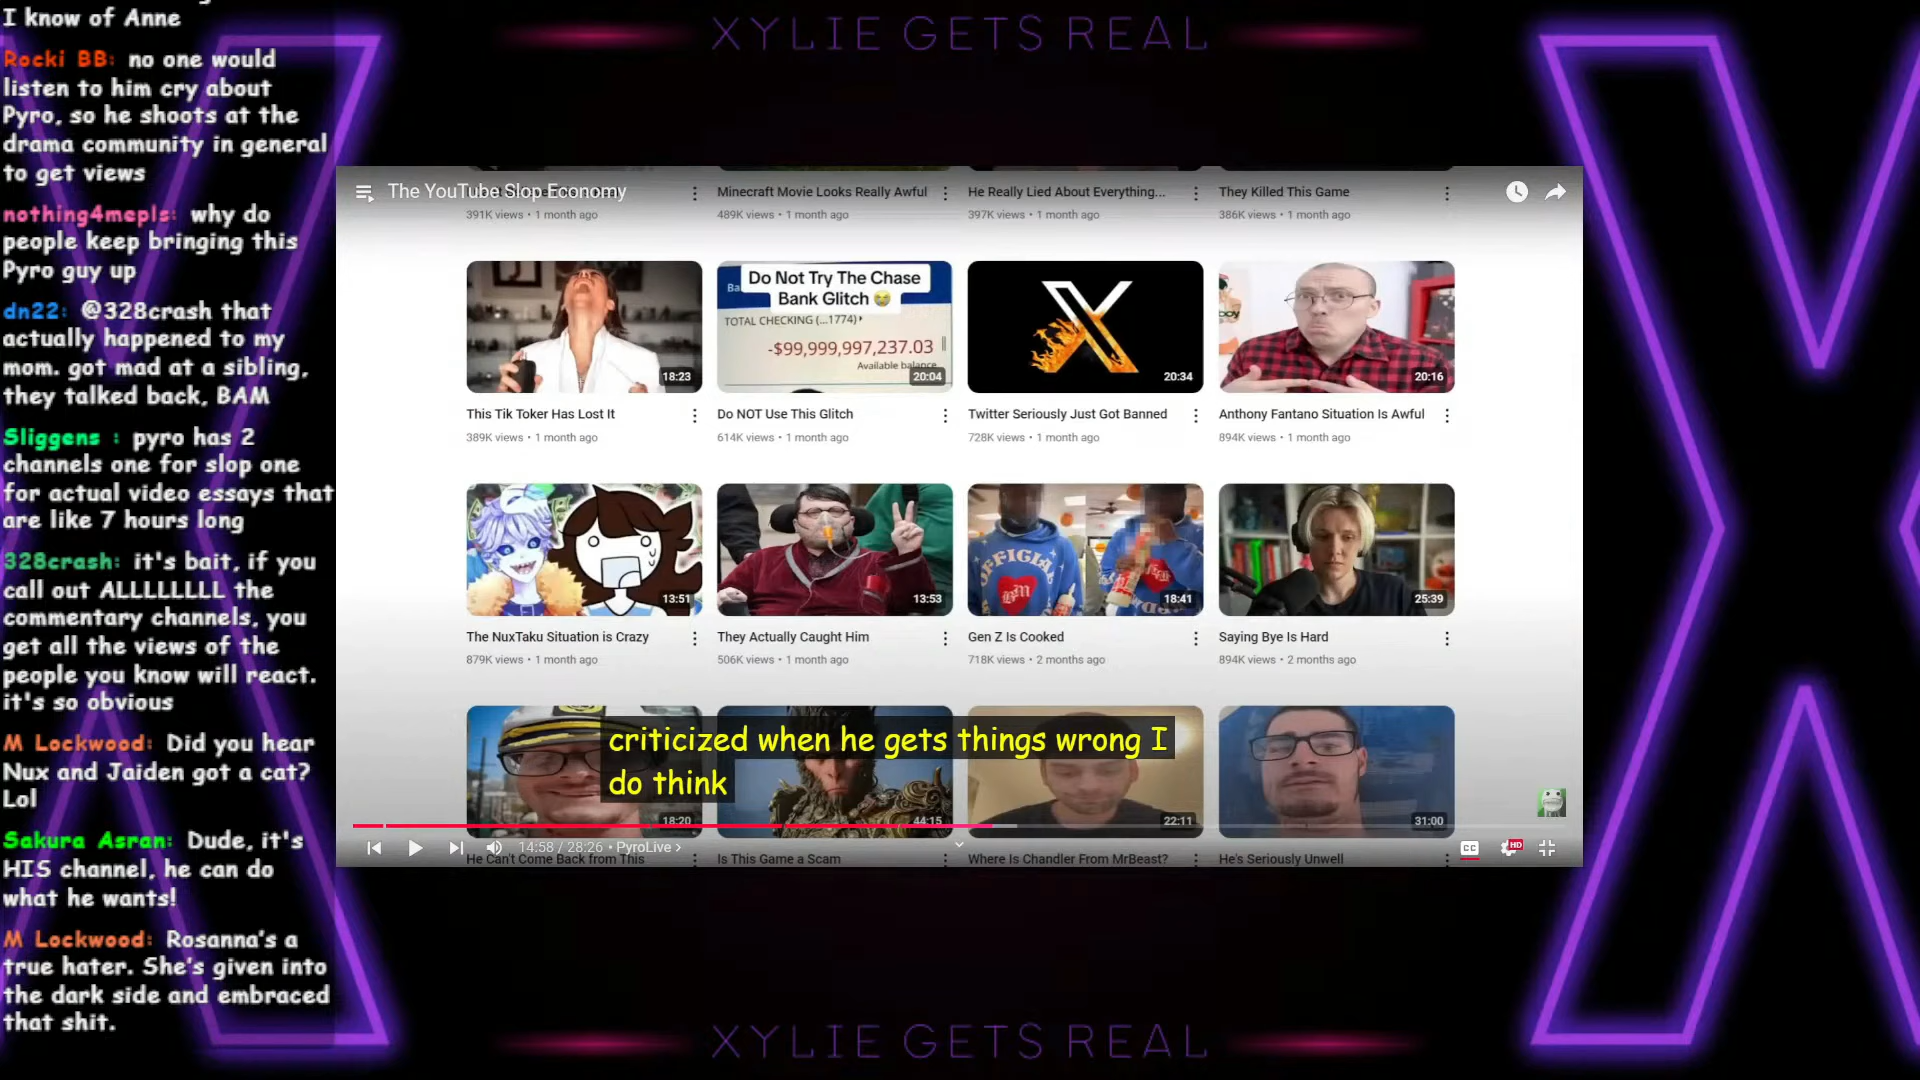 XYLIE GETS REAL
I know of Anne
Rocki BB: no one would
listen to him cry about
Pyro, so he shoots at the
drama community in general
to get views
nothing4mepls: why do
people keep bringing this
Pyro guy up
dn22: @328crash that
actually happened to my
mom. got mad at a sibling,
they talked back, BAM
Sliggens : pyro has 2
channels one for slop one
for actual video essays that
are like 7 hours long
328crash: it's bait, if you
call out ALLLLLLLL the
commentary channels, you
get all the views of the
people you know will react.
it's so obvious
M Lockwood: Did you hear
Nux and Jaiden got a cat?
Lol
Sakura Asran: Dude, it's
HIS channel, he can do
what he wants!
M Lockwood: Rosanna's a
true hater. She's given into
the dark side and embraced
that shit.
The YouTube Slop Economy
Minecraft Movie Looks Really Awful
He Really Lied About Everything...
They Killed This Game
391K views • 1 month ago
489K views • 1 month ago
397K views • 1 month ago
386K views • 1 month ago
18:23
Do Not Try The Chase
Bank Glitch 😭
Ba
TOTAL CHECKING (...1774)
-$99,999,997,237.03
Available balance
20:04
20:34
boy
20:16
This Tik Toker Has Lost It
Do NOT Use This Glitch
Twitter Seriously Just Got Banned
Anthony Fantano Situation Is Awful
389K views • 1 month ago
614K views • 1 month ago
728K views • 1 month ago
894K views • 1 month ago
13:51
13:53
OFFICIAL
BM
18:41
25:39
The NuxTaku Situation is Crazy
They Actually Caught Him
Gen Z Is Cooked
Saying Bye Is Hard
879K views • 1 month ago
506K views • 1 month ago
718K views • 2 months ago
894K views • 2 months ago
criticized when he gets things wrong I
do think
18:20
44:15
22:11
31:00
14:58 / 28:26 • PyroLive >
CC
HD
He Can't Come Back from This
Is This Game a Scam
Where Is Chandler From MrBeast?
He's Seriously Unwell
XYLIE GETS REAL